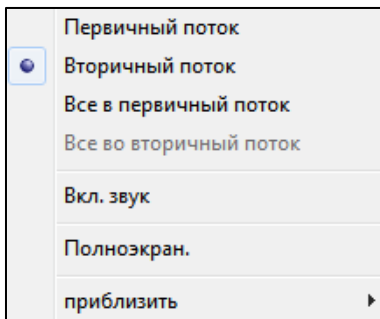 Первичный поток
Вторичный поток
Все в первичный поток
Все во вторичный поток
Вкл. звук
Полноэкран.
приблизить